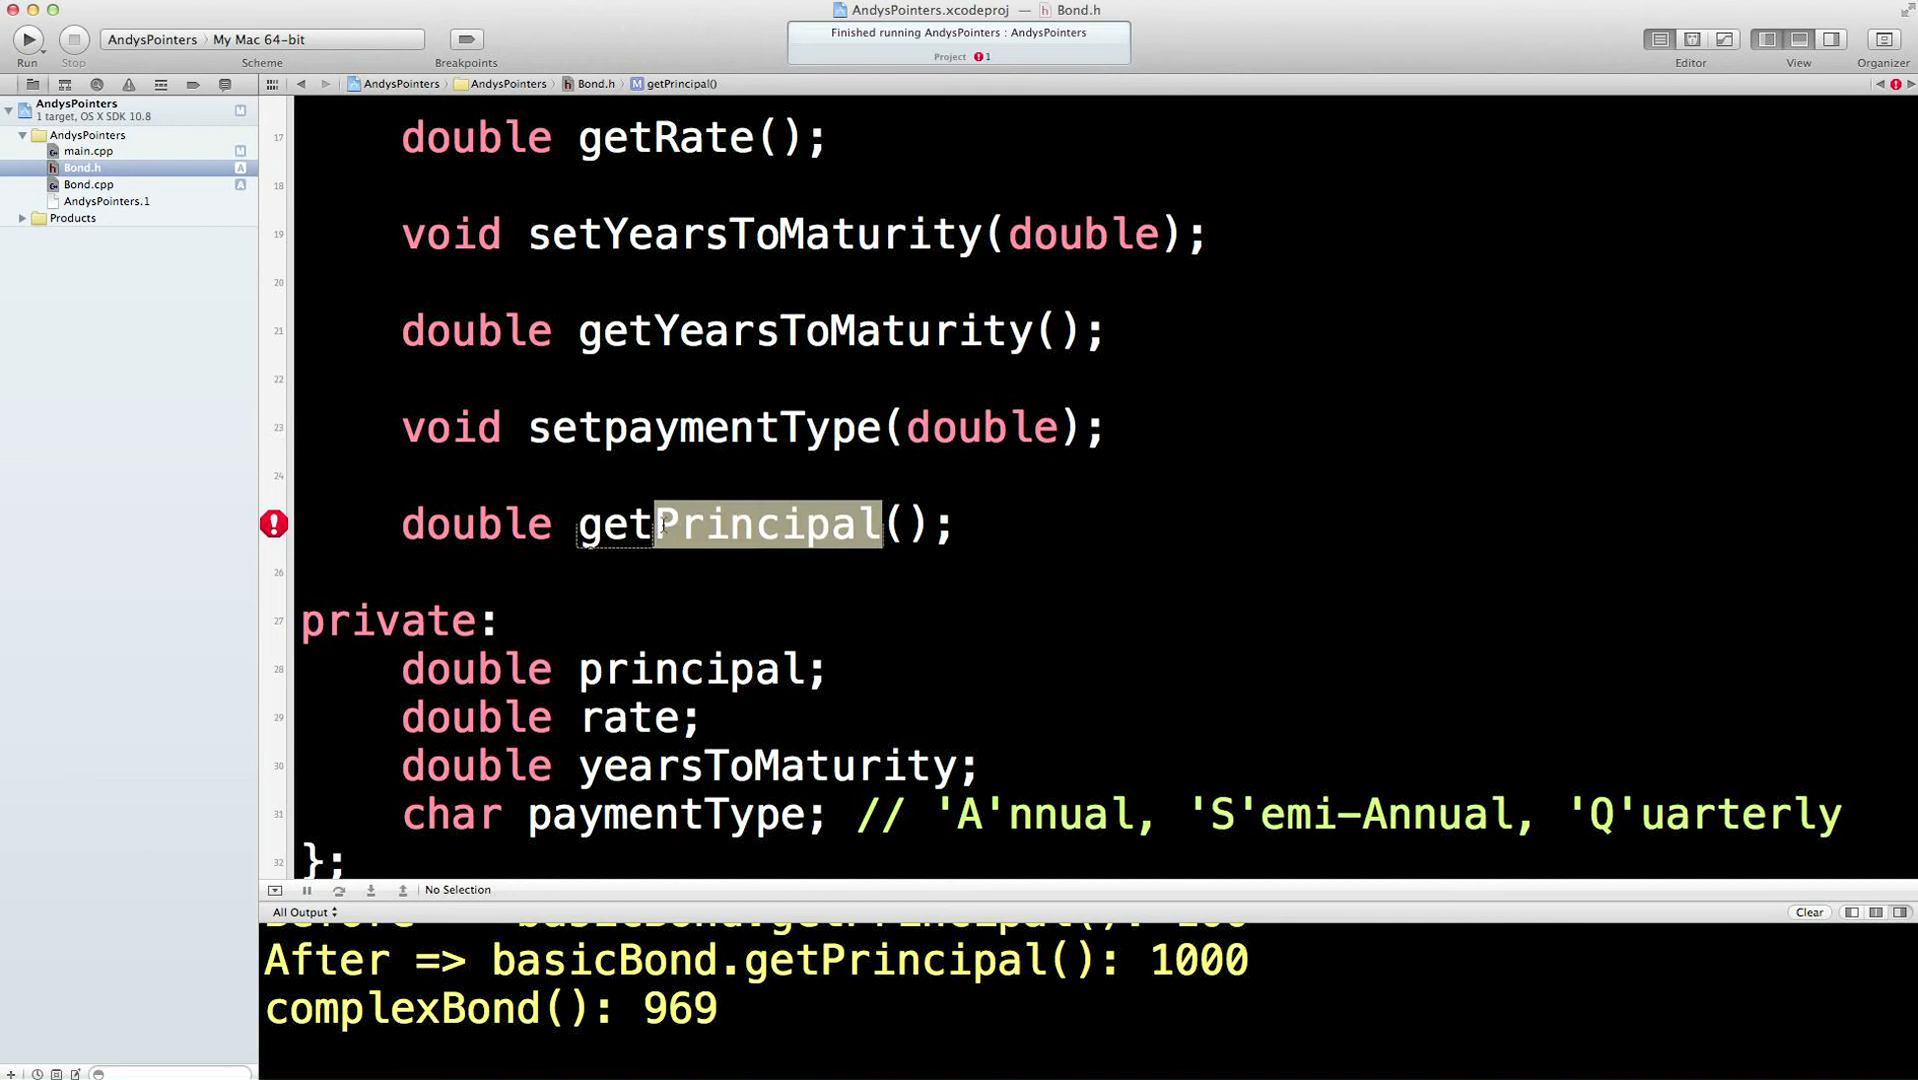 AndysPointers.xcodeproj — Bond.h
Run
Stop
AndysPointers
My Mac 64-bit
Scheme
Breakpoints
Finished running AndysPointers : AndysPointers
Project 1
Editor
View
Organizer
AndysPointers
AndysPointers
Bond.h
getPrincipal()
AndysPointers
M
1 target, OS X SDK 10.8
AndysPointers
main.cpp
M
Bond.h
A
Bond.cpp
A
AndysPointers.1
Products
17 double getRate();
18
19 void setYearsToMaturity(double);
20
21 double getYearsToMaturity();
22
23 void setpaymentType(double);
24
double getPrincipal();
26
27 private:
28 double principal;
29 double rate;
30 double yearsToMaturity;
31 char paymentType; // 'A'nnual, 'S'emi-Annual, 'Q'uarterly
32 };
No Selection
All Output
Clear
After => basicBond.getPrincipal(): 1000
complexBond(): 969